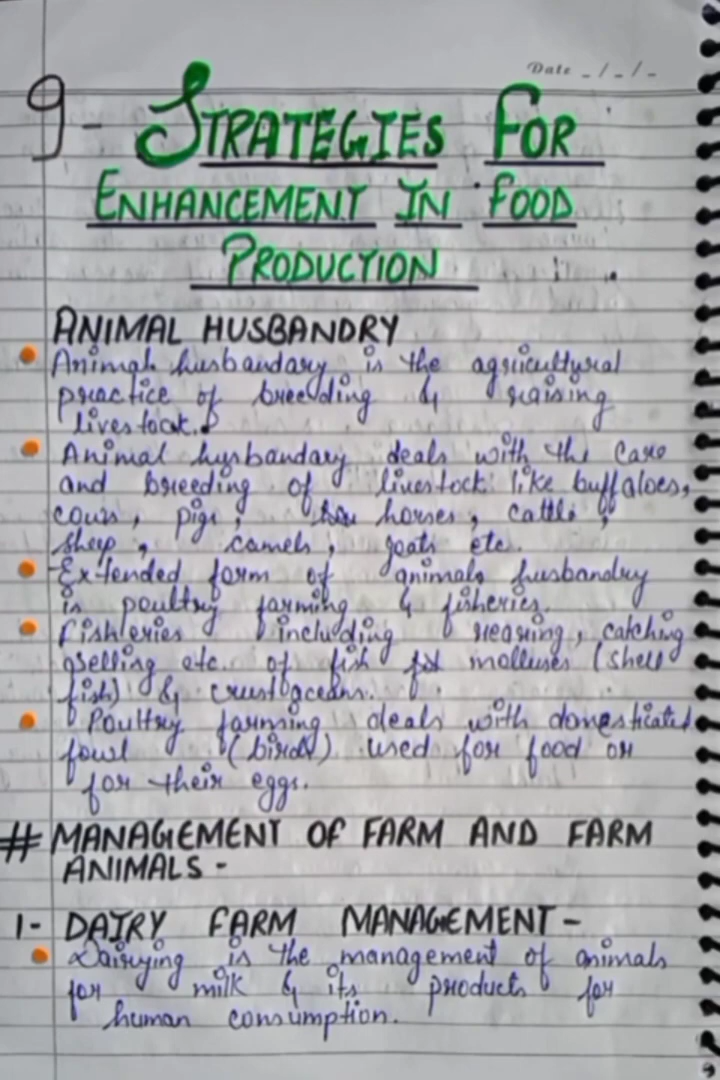 Date _/_/_
9- STRATEGIES FOR
ENHANCEMENT IN FOOD
PRODUCTION
ANIMAL HUSBANDRY
Animal husbandary is the agricultural
practice of breeding & raising
livestock.
Animal husbandary deals with the care
and breeding of livestock like buffaloes,
cows, pigs, horses, cattle,
sheep, camels, goats etc.
Extended form of animals husbandry
is poultry farming & fisheries.
Fisheries including rearing, catching
selling etc. of fish molluscs (shell
fish) & crustaceans.
Poultry farming deals with domesticated
fowl (birds) used for food or
for their eggs.
# MANAGEMENT OF FARM AND FARM
ANIMALS -
1- DAIRY FARM MANAGEMENT -
Dairying is the management of animals
for milk & its products for
human consumption.